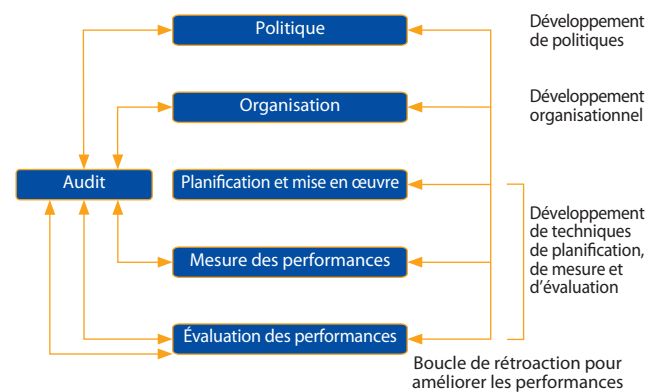 Politique
Développement
de politiques
Organisation
Développement
organisationnel
Audit
Planification et mise en œuvre
Mesure des performances
Développement
de techniques
de planification,
de mesure et
d’évaluation
Évaluation des performances
Boucle de rétroaction pour
améliorer les performances